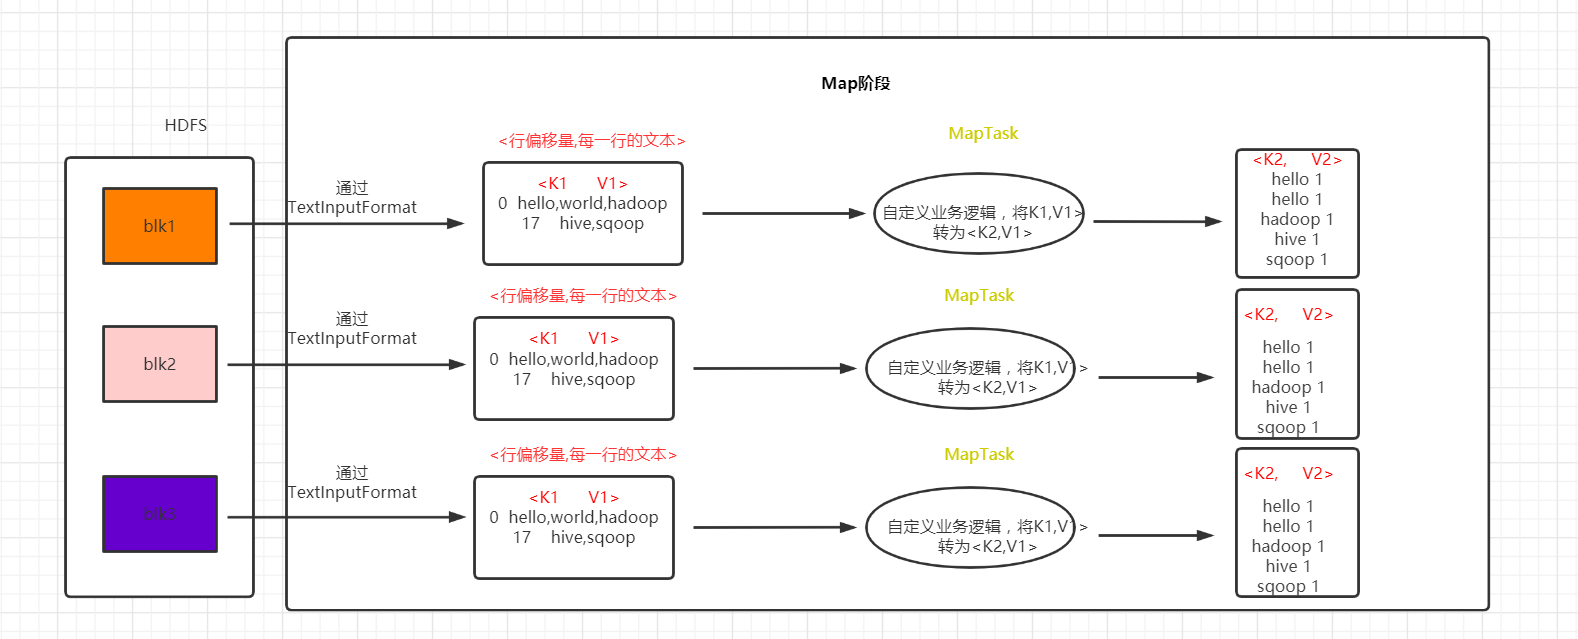 Map阶段
HDFS
blk1
通过
TextInputFormat
<行偏移量,每一行的文本>
<K1 V1>
0 hello,world,hadoop
17 hive,sqoop
MapTask
自定义业务逻辑，将K1,V1>
转为<K2,V1>
<K2, V2>
hello 1
hello 1
hadoop 1
hive 1
sqoop 1
blk2
通过
TextInputFormat
<行偏移量,每一行的文本>
<K1 V1>
0 hello,world,hadoop
17 hive,sqoop
MapTask
自定义业务逻辑，将K1,V1>
转为<K2,V1>
<K2, V2>
hello 1
hello 1
hadoop 1
hive 1
sqoop 1
blk3
通过
TextInputFormat
<行偏移量,每一行的文本>
<K1 V1>
0 hello,world,hadoop
17 hive,sqoop
MapTask
自定义业务逻辑，将K1,V1>
转为<K2,V1>
<K2, V2>
hello 1
hello 1
hadoop 1
hive 1
sqoop 1